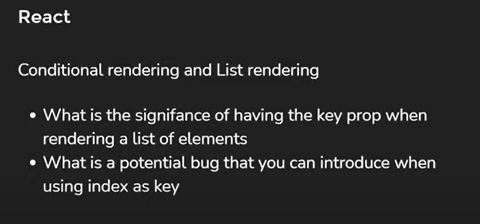 React
Conditional rendering and List rendering
• What is the signifance of having the key prop when
rendering a list of elements
• What is a potential bug that you can introduce when
using index as key